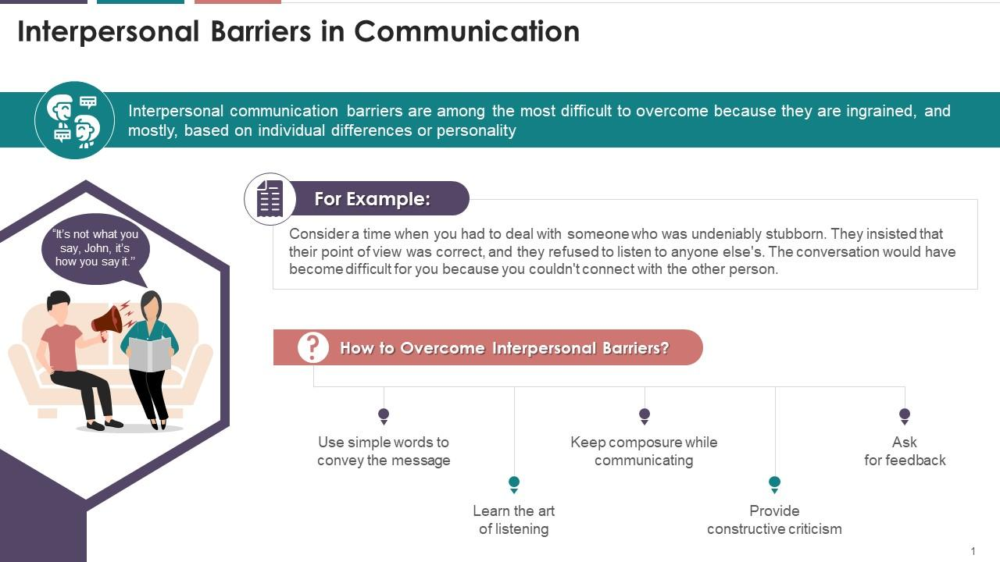 Interpersonal Barriers in Communication
Interpersonal communication barriers are among the most difficult to overcome because they are ingrained, and
mostly, based on individual differences or personality
“It’s not what you
say, John, it’s
how you say it.’’
For Example:
Consider a time when you had to deal with someone who was undeniably stubborn. They insisted that
their point of view was correct, and they refused to listen to anyone else's. The conversation would have
become difficult for you because you couldn't connect with the other person.
?
How to Overcome Interpersonal Barriers?
Use simple words to
convey the message
Learn the art
of listening
Keep composure while
communicating
Provide
constructive criticism
Ask
for feedback
1